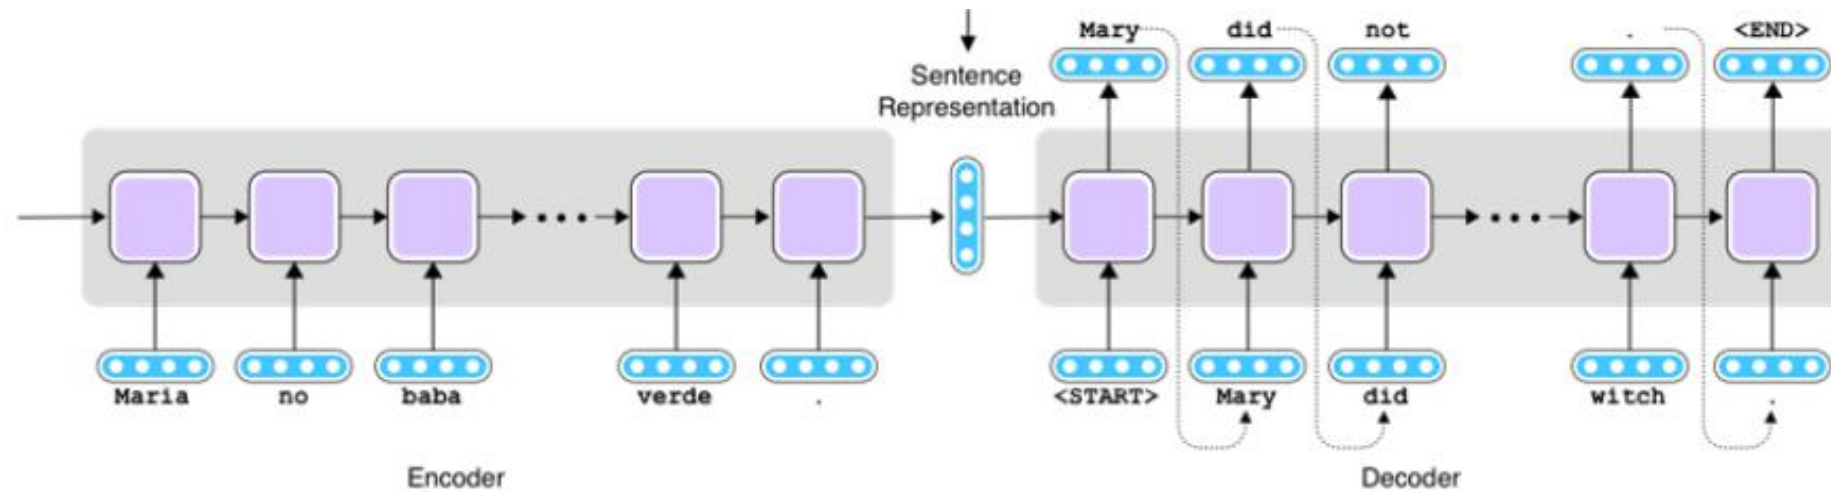 Mary did not . <END>
Sentence
Representation
Maria no baba verde .
<START> Mary did witch .
Encoder Decoder